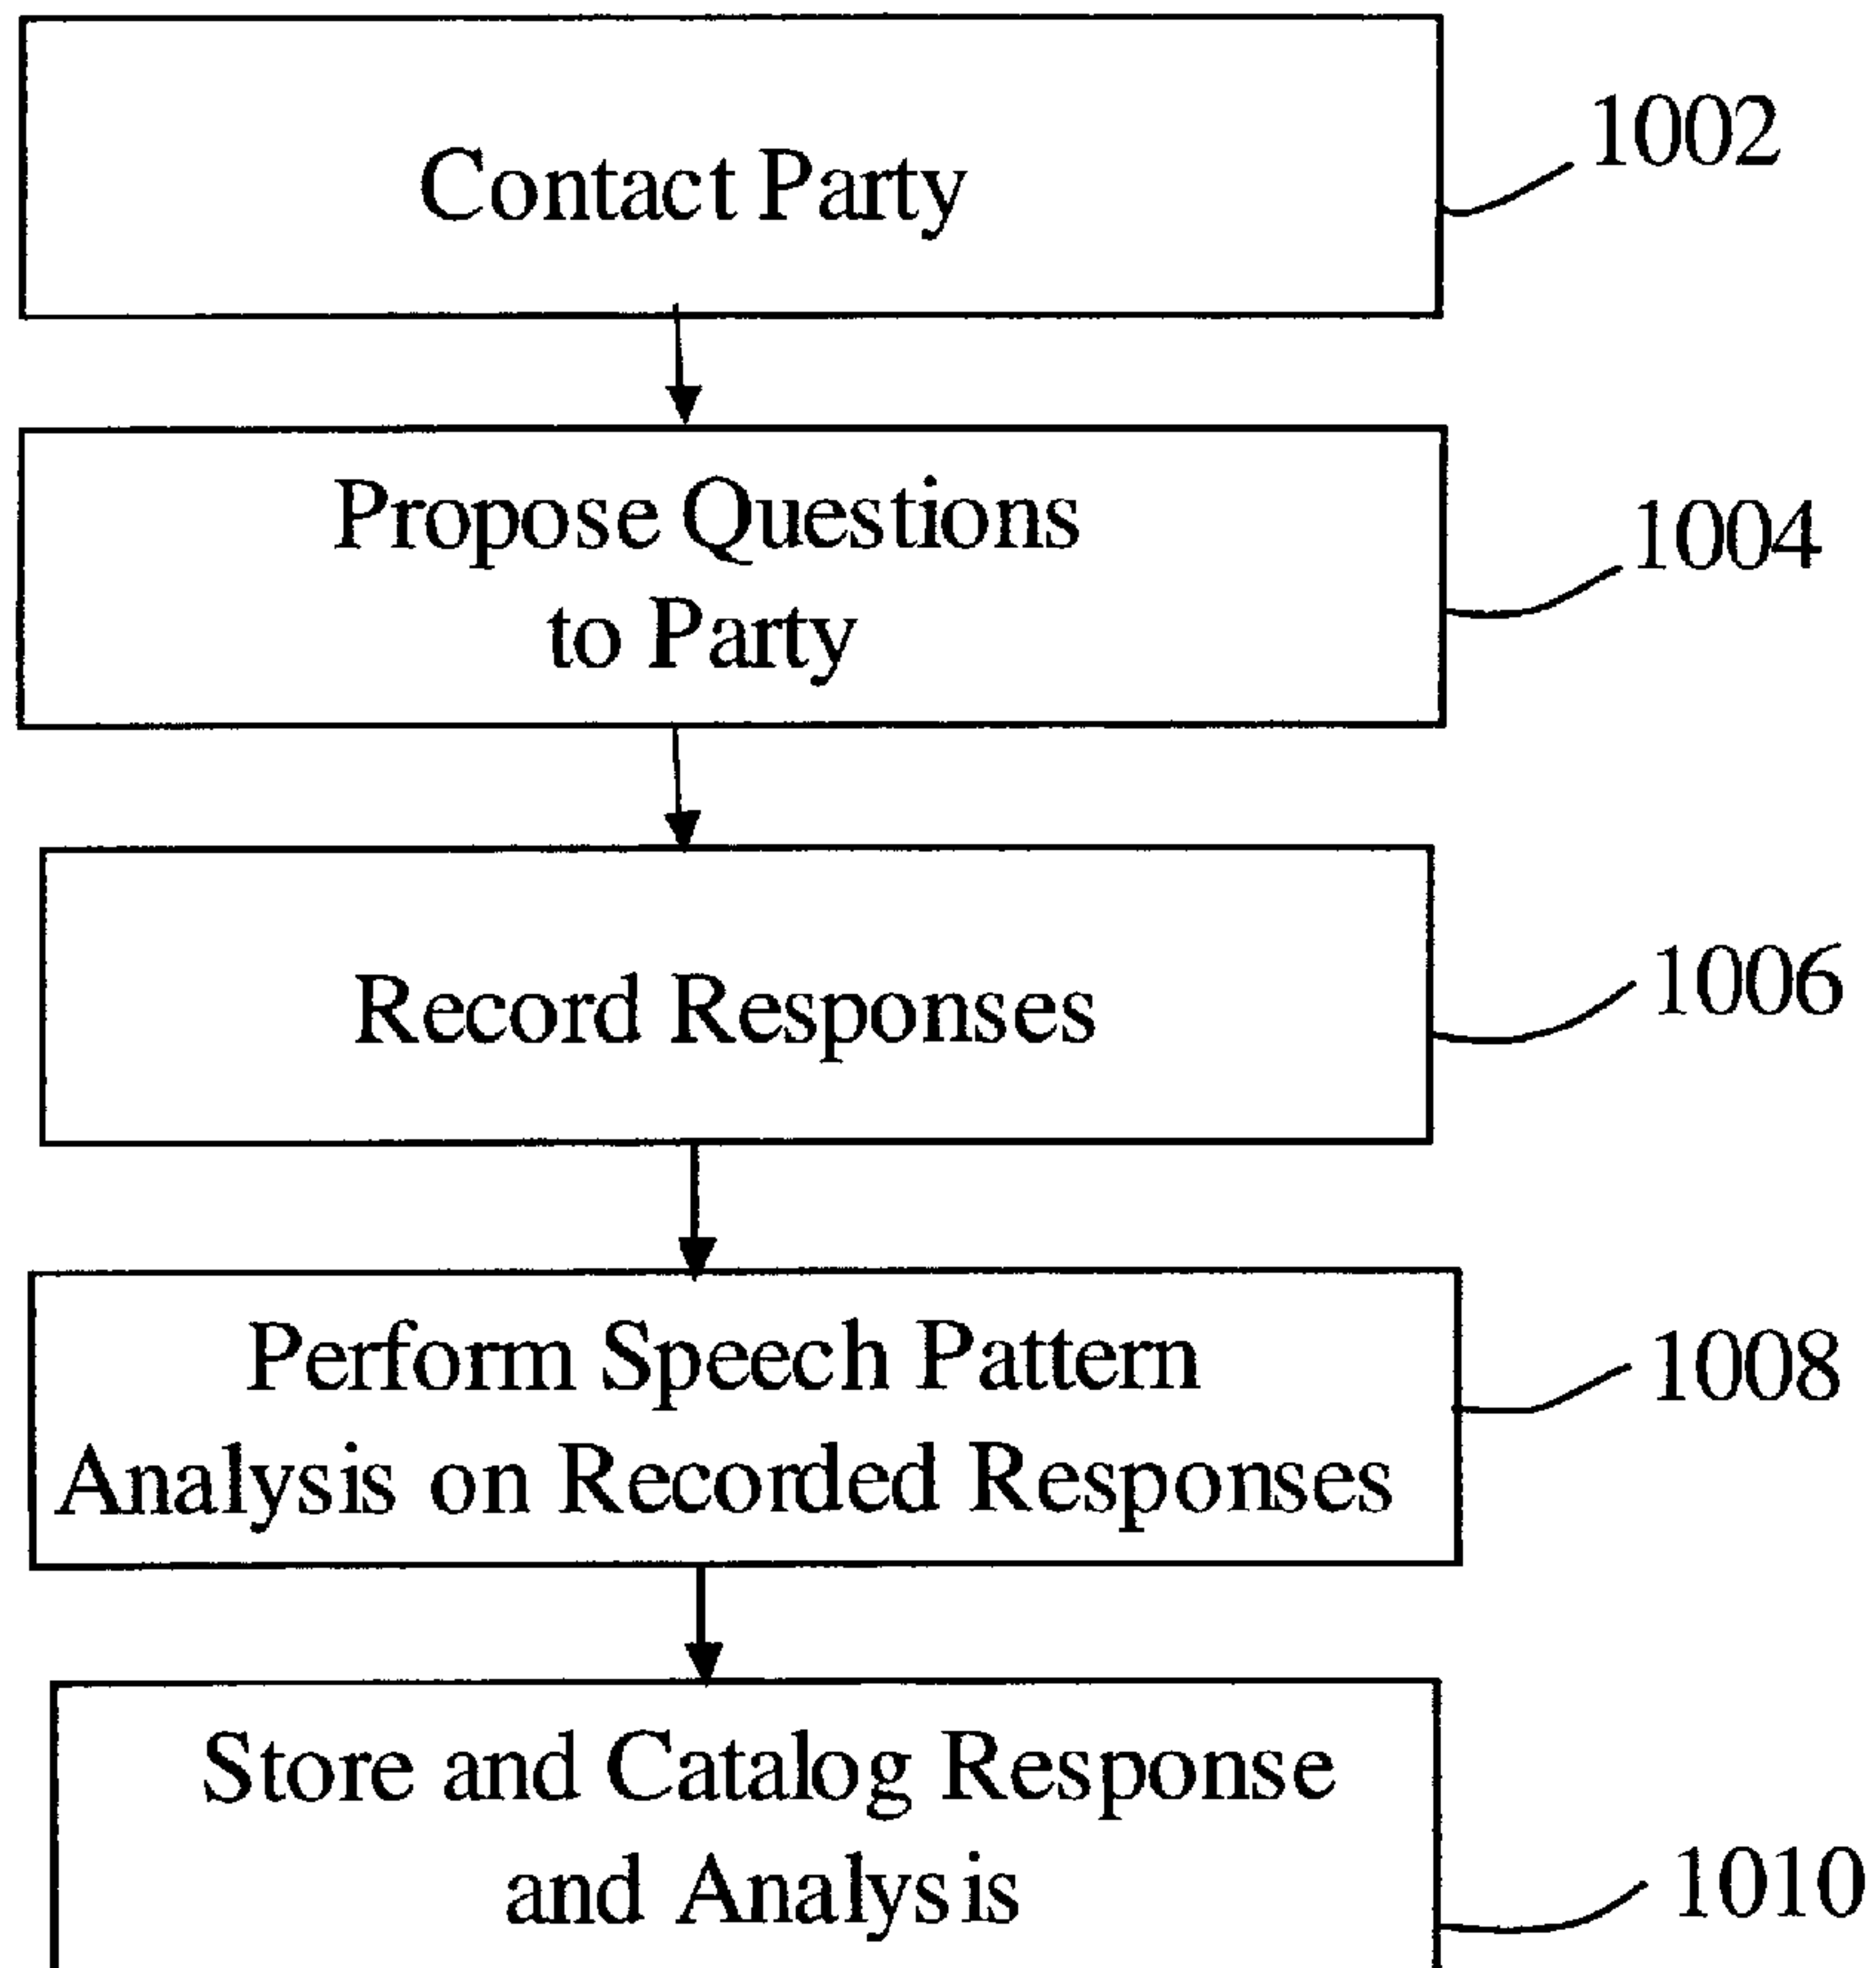 Contact Party
1002
Propose Questions
to Party
1004
Record Responses
1006
Perform Speech Pattern
Analysis on Recorded Responses
1008
Store and Catalog Response
and Analysis
1010